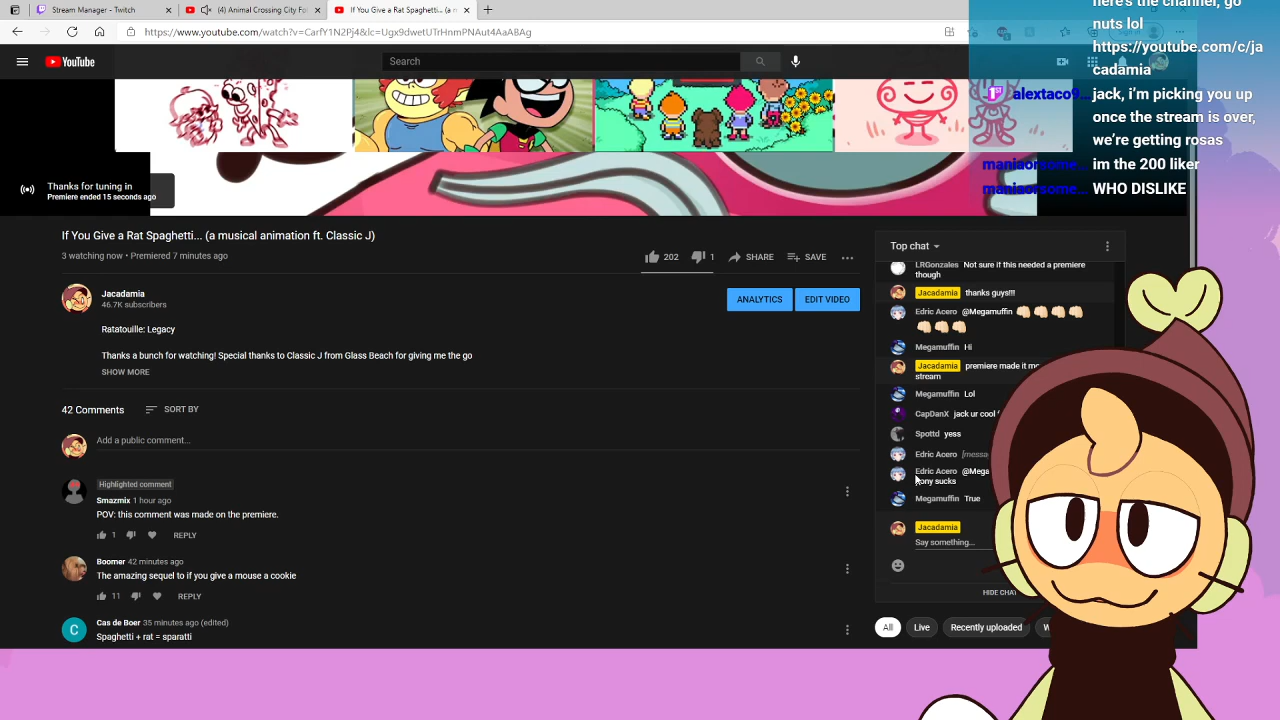 Stream Manager - Twitch
(4) Animal Crossing City Fo
If You Give a Rat Spaghetti... (a m
https://www.youtube.com/watch?v=CarfY1N2Pj4&lc=Ugx9dwetUTrHnmPNAut4AaABAg
YouTube
Search
here's the channel, go
nuts lol
https://youtube.com/c/ja
cadamia
alextaco9... jack, i'm picking you up
once the stream is over,
we're getting rosas
maniaorsome... im the 200 liker
maniaorsome... WHO DISLIKE
Thanks for tuning in
Premiere ended 15 seconds ago
If You Give a Rat Spaghetti... (a musical animation ft. Classic J)
3 watching now • Premiered 7 minutes ago
202
1
SHARE
SAVE
Jacadamia
46.7K subscribers
ANALYTICS
EDIT VIDEO
Ratatouille: Legacy
Thanks a bunch for watching! Special thanks to Classic J from Glass Beach for giving me the go
SHOW MORE
42 Comments
SORT BY
Add a public comment...
Highlighted comment
Smazmix 1 hour ago
POV: this comment was made on the premiere.
1
REPLY
Boomer 42 minutes ago
The amazing sequel to if you give a mouse a cookie
11
REPLY
C
Cas de Boer 35 minutes ago (edited)
Spaghetti + rat = sparatti
Top chat
LRGonzales Not sure if this needed a premiere
though
Jacadamia thanks guys!!!
Edric Acero @Megamuffin
Megamuffin Hi
Jacadamia premiere made it
stream
Megamuffin Lol
CapDanX jack ur cool
Spottd yess
Edric Acero
Edric Acero @Mega
sucks
Megamuffin True
Jacadamia
Say something...
HIDE CHAT
All
Live
Recently uploaded
W